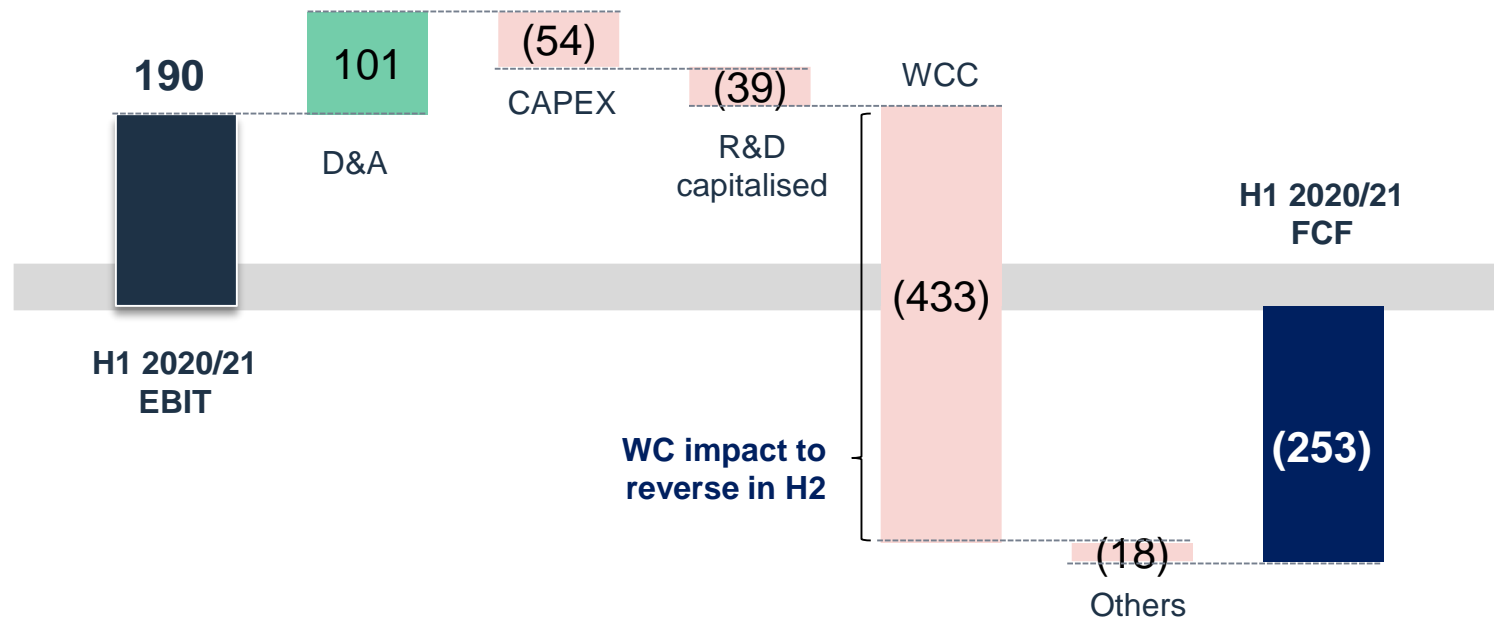 190
H1 2020/21
EBIT
101
D&A
(54)
CAPEX
(39)
R&D
capitalised
WCC
(433)
WC impact to
reverse in H2
(18)
Others
H1 2020/21
FCF
(253)